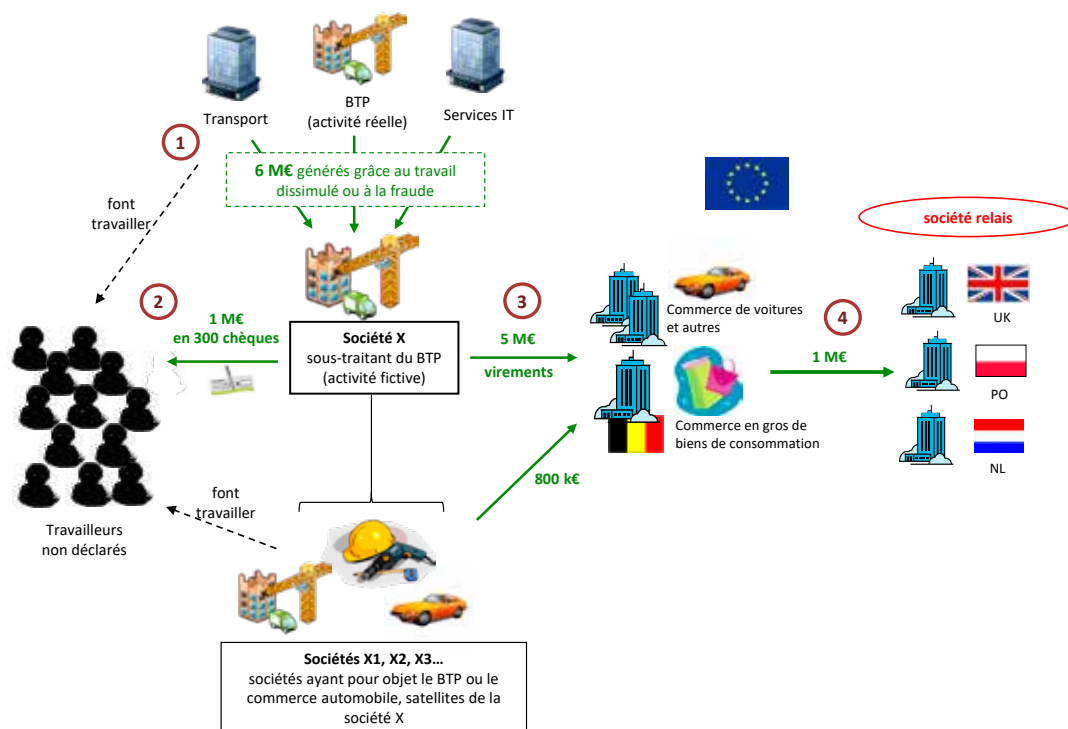 Transport
BTP
(activité réelle)
Services IT
1
6 M€ générés grâce au travail
dissimulé ou à la fraude
font
travailler
société relais
2
1 M€
en 300 chèques
Société X
sous-traitant du BTP
(activité fictive)
3
5 M€
virements
Commerce de voitures
et autres
4
1 M€
UK
PO
NL
Commerce en gros de
biens de consommation
800 k€
font
travailler
Travailleurs
non déclarés
Sociétés X1, X2, X3…
sociétés ayant pour objet le BTP ou le
commerce automobile, satellites de la
société X